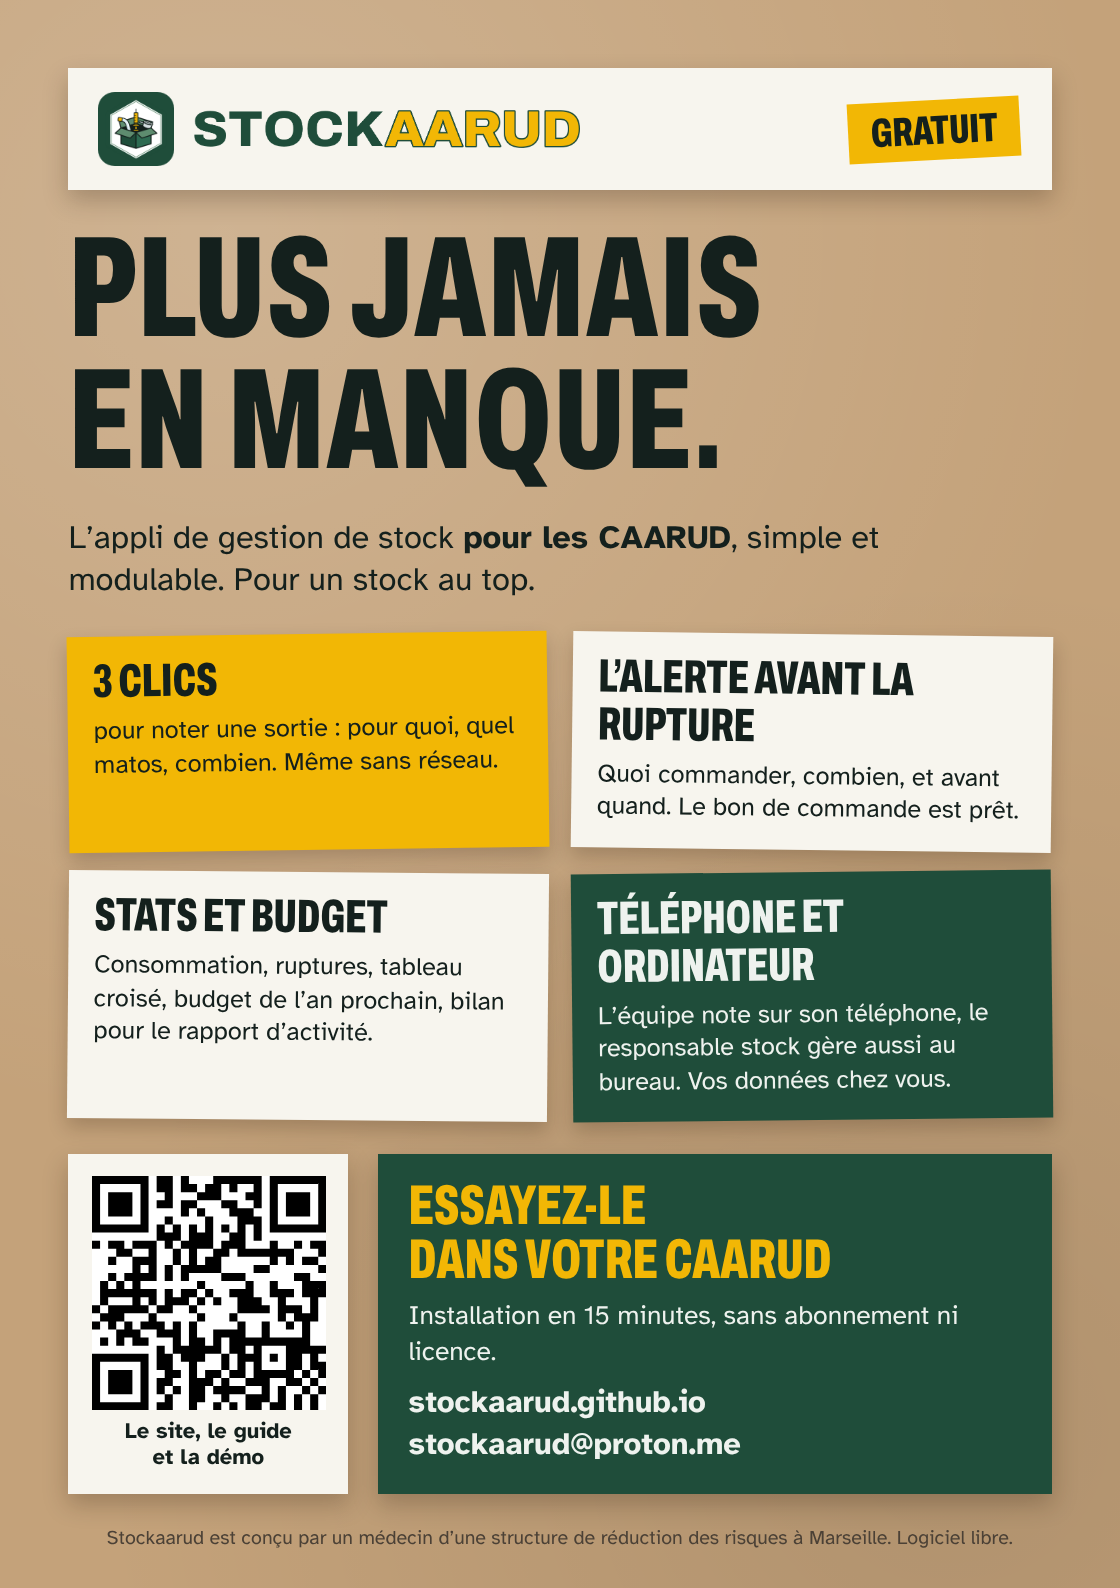 STOCKAARUD
GRATUIT
PLUS JAMAIS
EN MANQUE.
L’appli de gestion de stock pour les CAARUD, simple et
modulable. Pour un stock au top.
3 CLICS
pour noter une sortie : pour quoi, quel
matos, combien. Même sans réseau.
L’ALERTE AVANT LA
RUPTURE
Quoi commander, combien, et avant
quand. Le bon de commande est prêt.
STATS ET BUDGET
Consommation, ruptures, tableau
croisé, budget de l’an prochain, bilan
pour le rapport d’activité.
TÉLÉPHONE ET
ORDINATEUR
L’équipe note sur son téléphone, le
responsable stock gère aussi au
bureau. Vos données chez vous.
Le site, le guide
et la démo
ESSAYEZ-LE
DANS VOTRE CAARUD
Installation en 15 minutes, sans abonnement ni
licence.
stockaarud.github.io
stockaarud@proton.me
Stockaarud est conçu par un médecin d’une structure de réduction des risques à Marseille. Logiciel libre.